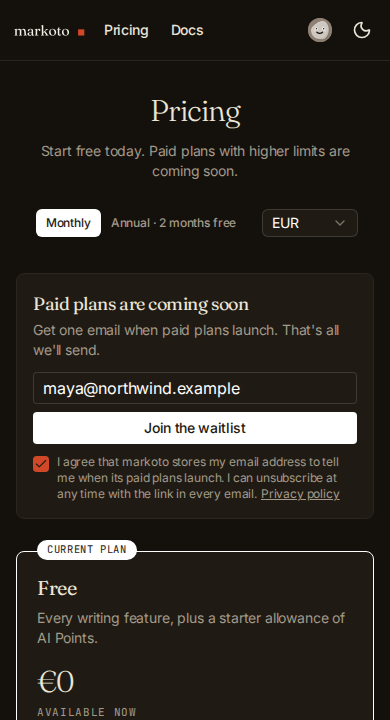 markoto
Pricing
Docs
Pricing
Start free today. Paid plans with higher limits are
coming soon.
Monthly
Annual · 2 months free
EUR
Paid plans are coming soon
Get one email when paid plans launch. That's all
we'll send.
maya@northwind.example
Join the waitlist
I agree that markoto stores my email address to tell
me when its paid plans launch. I can unsubscribe at
any time with the link in every email. Privacy policy
CURRENT PLAN
Free
Every writing feature, plus a starter allowance of
AI Points.
€0
AVAILABLE NOW